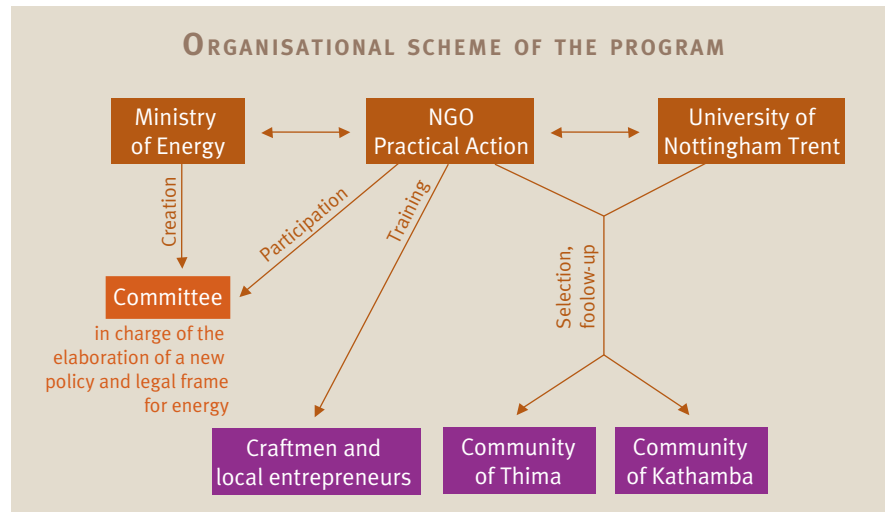 ORGANISATIONAL SCHEME OF THE PROGRAM
Ministry
of Energy
NGO
Practical Action
University of
Nottingham Trent
Creation
Participation
Training
Selection,
foolow-up
Committee
in charge of the
elaboration of a new
policy and legal frame
for energy
Craftmen and
local entrepreneurs
Community
of Thima
Community
of Kathamba